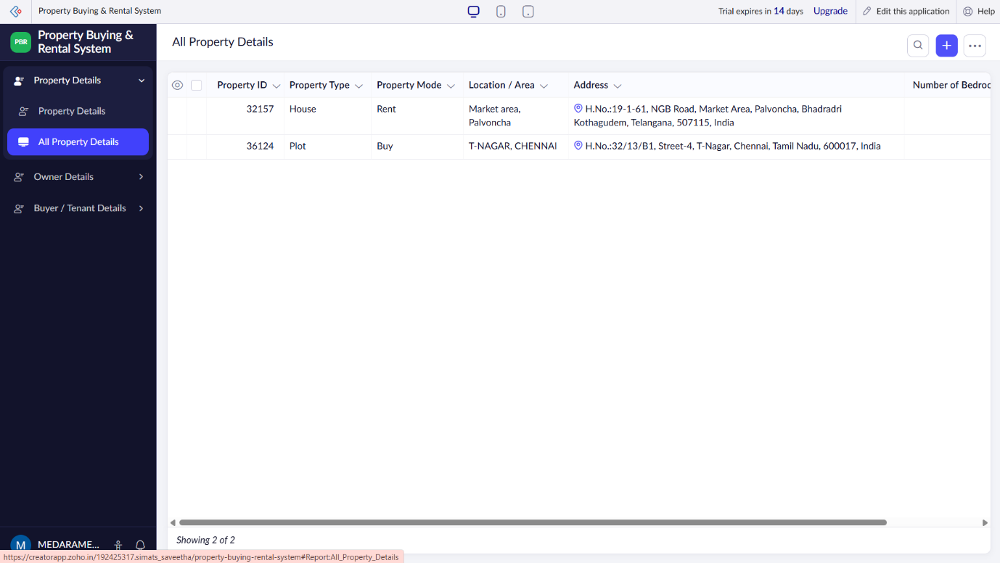 Property Buying & Rental System
Trial expires in 14 days
Upgrade
Edit this application
Help
PBR
Property Buying &
Rental System
All Property Details
Property Details
Property Details
All Property Details
Owner Details
Buyer / Tenant Details
Property ID
Property Type
Property Mode
Location / Area
Address
Number of Bedroo
32157
House
Rent
Market area,
Palvoncha
H.No.:19-1-61, NGB Road, Market Area, Palvoncha, Bhadradri
Kothagudem, Telangana, 507115, India
36124
Plot
Buy
T-NAGAR, CHENNAI
H.No.:32/13/B1, Street-4, T-Nagar, Chennai, Tamil Nadu, 600017, India
Showing 2 of 2
M
MEDARAME...
https://creatorapp.zoho.in/192425317.simats_saveetha/property-buying-rental-system#Report:All_Property_Details